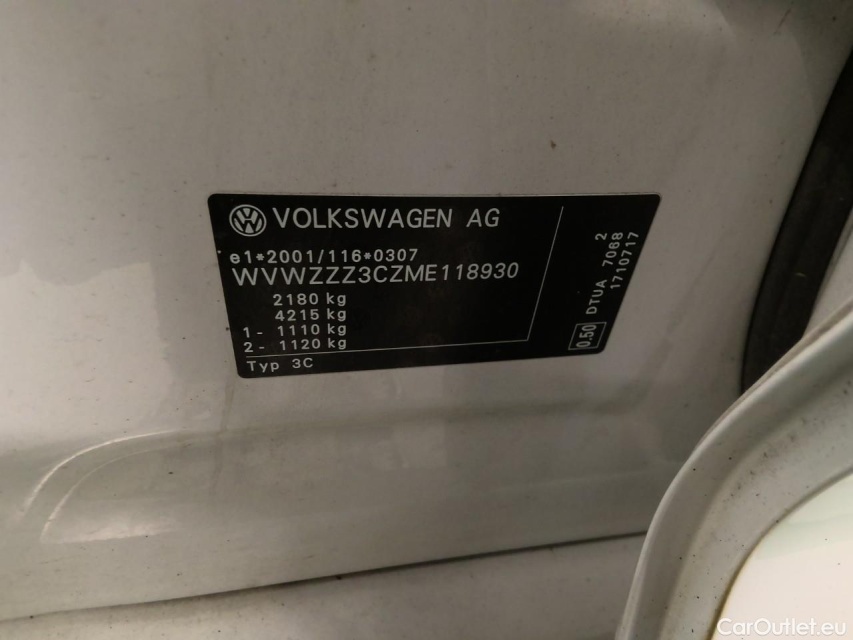 VOLKSWAGEN AG
e1*2001/116*0307
WVWZZZ3CZME118930
2180 kg
4215 kg
1 - 1110 kg
2 - 1120 kg
Typ 3C
2
DTUA 7068
1710717
0.50
CarOutlet.eu